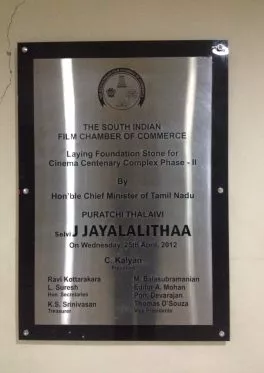 THE SOUTH INDIAN
FILM CHAMBER OF COMMERCE
Laying Foundation Stone for
Cinema Centenary Complex Phase - II
By
Hon'ble Chief Minister of Tamil Nadu
PURATCHI THALAIVI
Selvi J JAYALALITHAA
On Wednesday, 25th April, 2012
C. Kalyan
President
Ravi Kottarakara
L. Suresh
Hon. Secretaries
K.S. Srinivasan
Treasurer
M. Balasubramanian
Editor A. Mohan
Pon. Devarajan
Thomas D'Souza
Vice Presidents